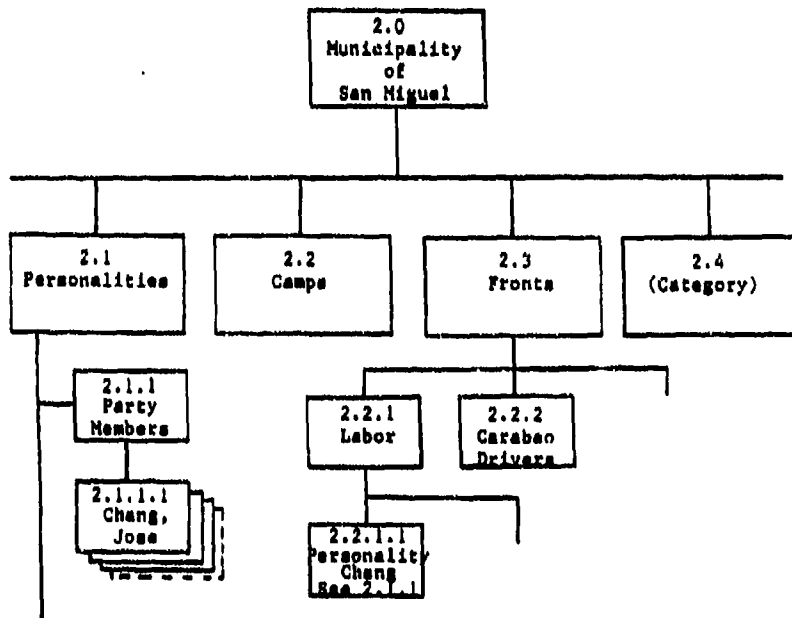 2.0
Municipality
of
San Miguel
2.1
Personalities
2.2
Camps
2.3
Fronts
2.4
(Category)
2.1.1
Party
Members
2.2.1
Labor
2.2.2
Carabao
Drivers
2.1.1.1
Chang,
Jose
2.2.1.1
Personality
Chang
See 2.1.1